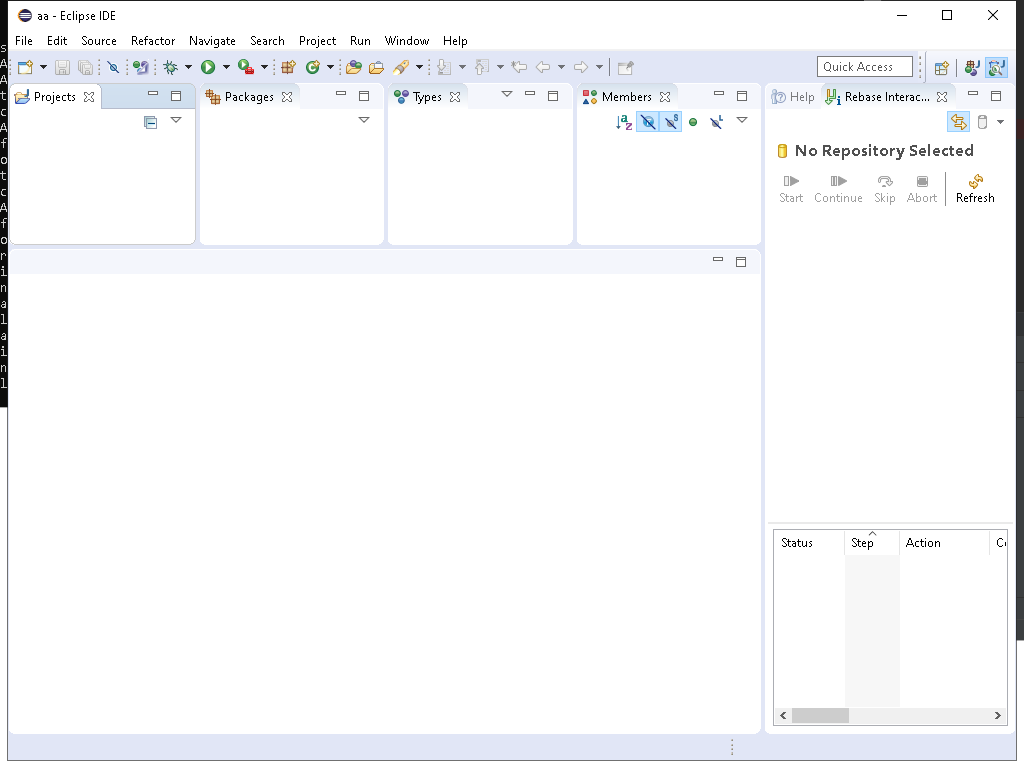 aa - Eclipse IDE
File Edit Source Refactor Navigate Search Project Run Window Help
Quick Access
Projects
Packages
Types
Members
Help
Rebase Interac...
No Repository Selected
Start Continue Skip Abort Refresh
Status Step Action